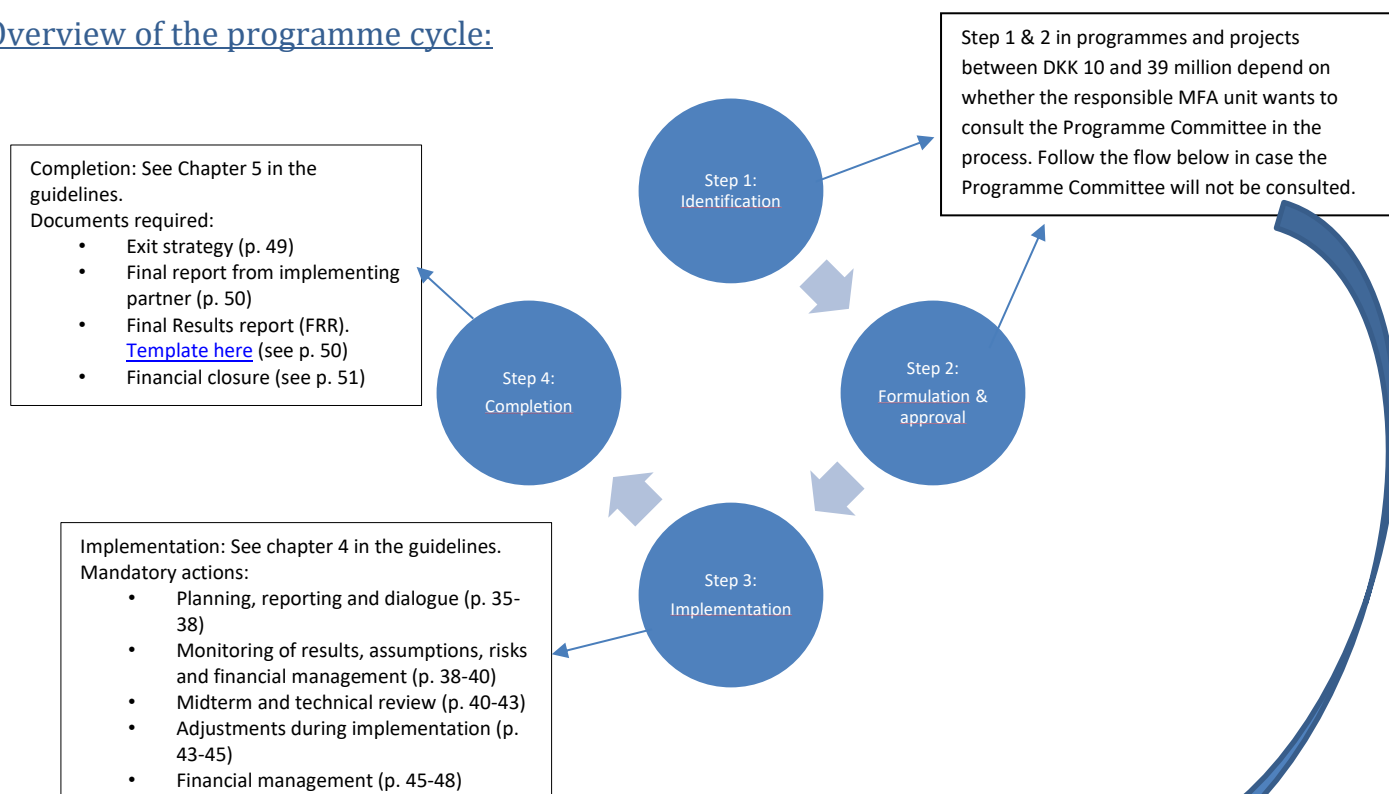 Overview of the programme cycle:
Step 1 & 2 in programmes and projects
between DKK 10 and 39 million depend on
whether the responsible MFA unit wants to
consult the Programme Committee in the
process. Follow the flow below in case the
Programme Committee will not be consulted.
Step 1:
Identification
Completion: See Chapter 5 in the
guidelines.
Documents required:
• Exit strategy (p. 49)
• Final report from implementing
partner (p. 50)
• Final Results report (FRR).
Template here (see p. 50)
• Financial closure (see p. 51)
Step 4:
Completion
Step 2:
Formulation &
approval
Implementation: See chapter 4 in the guidelines.
Mandatory actions:
• Planning, reporting and dialogue (p. 35-
38)
• Monitoring of results, assumptions, risks
and financial management (p. 38-40)
• Midterm and technical review (p. 40-43)
• Adjustments during implementation (p.
43-45)
• Financial management (p. 45-48)
Step 3:
Implementation